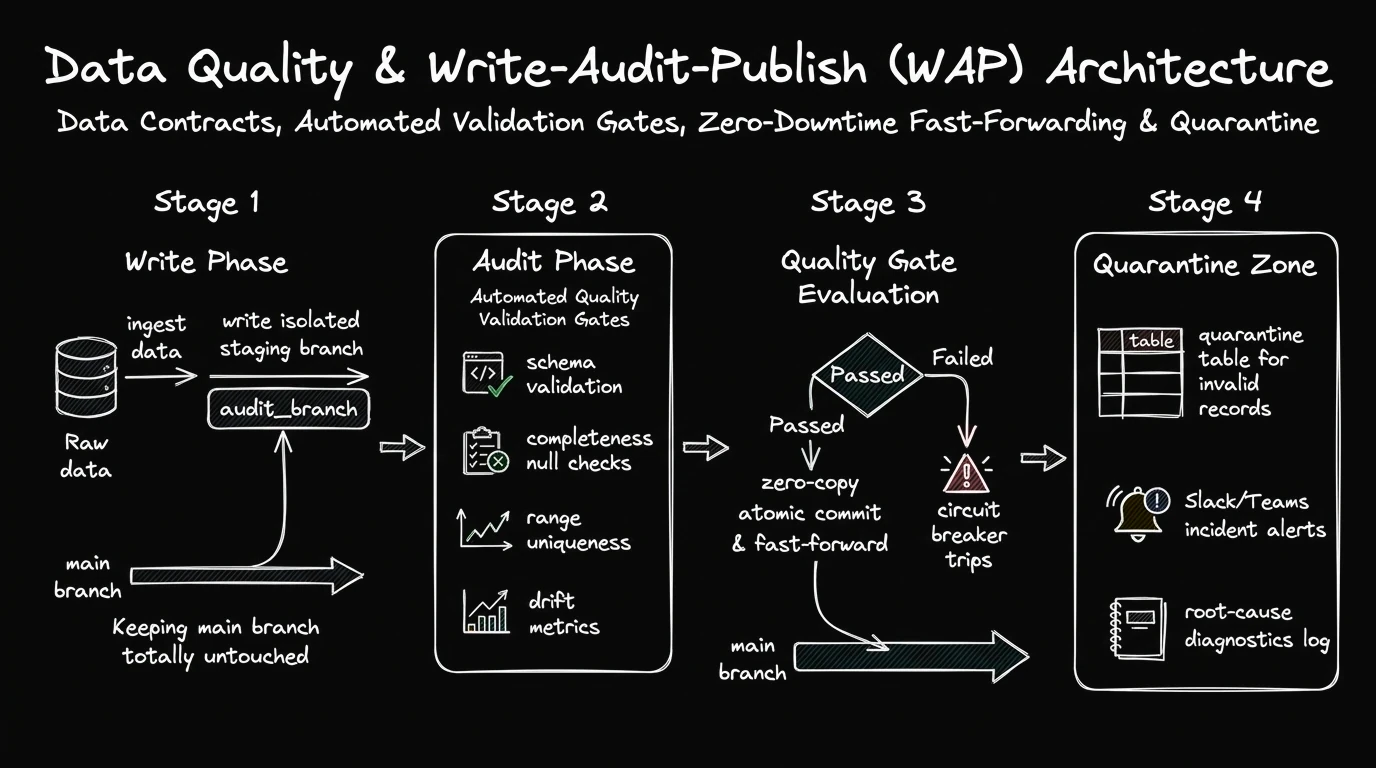 Data Quality & Write-Audit-Publish (WAP) Architecture
Data Contracts, Automated Validation Gates, Zero-Downtime Fast-Forwarding & Quarantine
Stage 1
Write Phase
ingest
data
write isolated
staging branch
audit_branch
Raw
data
main
branch
Keeping main branch
totally untouched
Stage 2
Audit Phase
Automated Quality
Validation Gates
</>
schema
validation
completeness
null checks
range
uniqueness
drift
metrics
Stage 3
Quality Gate
Evaluation
Passed
Failed
Passed
zero-copy
atomic commit
& fast-forward
!
circuit
breaker
trips
main
branch
Stage 4
Quarantine Zone
table
quarantine
table for
invalid
records
!
Slack/Teams
incident alerts
root-cause
diagnostics log